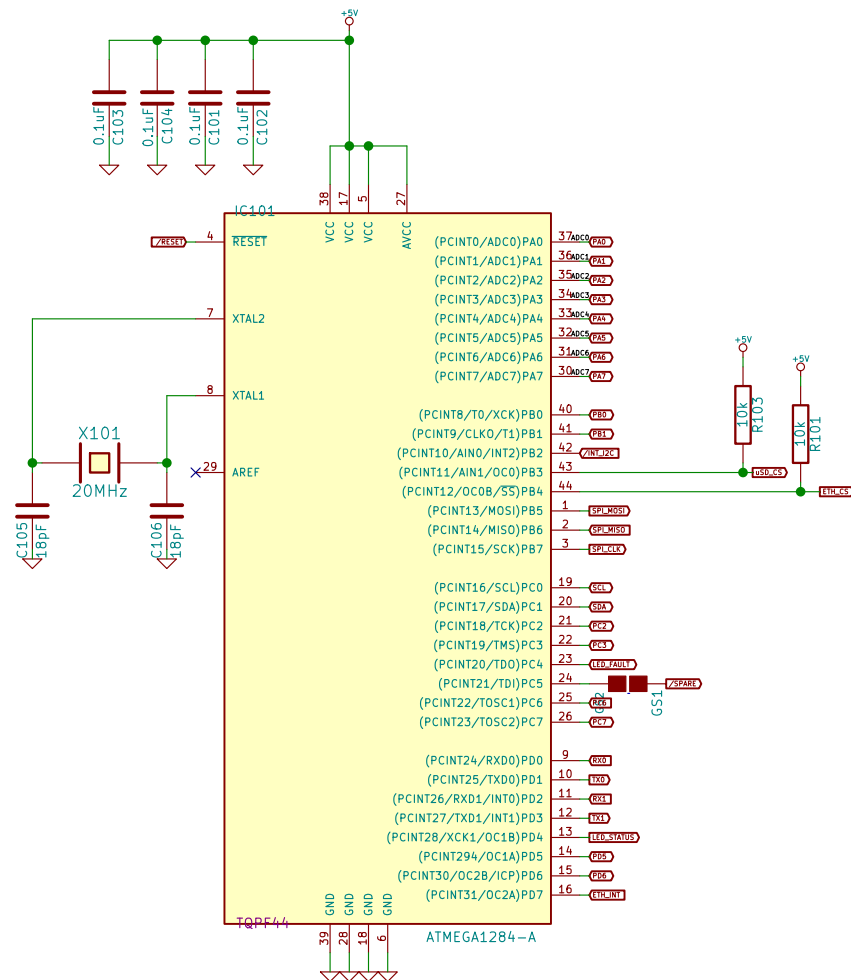 +5V
0.1uF C103
0.1uF C104
0.1uF C101
0.1uF C102
38 17 5 27
IC101
VCC VCC VCC AVCC
/RESET 4 RESET
7 XTAL2
8 XTAL1
X101
20MHz
29 AREF
C105 18pF
C106 18pF
(PCINT0/ADC0)PA0 37 ADC0 PA0
(PCINT1/ADC1)PA1 36 ADC1 PA1
(PCINT2/ADC2)PA2 35 ADC2 PA2
(PCINT3/ADC3)PA3 34 ADC3 PA3
(PCINT4/ADC4)PA4 33 ADC4 PA4
(PCINT5/ADC5)PA5 32 ADC5 PA5
(PCINT6/ADC6)PA6 31 ADC6 PA6
(PCINT7/ADC7)PA7 30 ADC7 PA7
+5V
10k R103
+5V
10k R101
(PCINT8/T0/XCK)PB0 40 PB0
(PCINT9/CLKO/T1)PB1 41 PB1
(PCINT10/AIN0/INT2)PB2 42 /INT_I2C
(PCINT11/AIN1/OC0)PB3 43 uSD_CS
(PCINT12/OC0B/SS)PB4 44 ETH_CS
(PCINT13/MOSI)PB5 1 SPI_MOSI
(PCINT14/MISO)PB6 2 SPI_MISO
(PCINT15/SCK)PB7 3 SPI_CLK
(PCINT16/SCL)PC0 19 SCL
(PCINT17/SDA)PC1 20 SDA
(PCINT18/TCK)PC2 21 PC2
(PCINT19/TMS)PC3 22 PC3
(PCINT20/TDO)PC4 23 LED_FAULT
(PCINT21/TDI)PC5 24 /SPARE
GS1
(PCINT22/TOSC1)PC6 25
(PCINT23/TOSC2)PC7 26 PC7
(PCINT24/RXD0)PD0 9 RX0
(PCINT25/TXD0)PD1 10 TX0
(PCINT26/RXD1/INT0)PD2 11 RX1
(PCINT27/TXD1/INT1)PD3 12 TX1
(PCINT28/XCK1/OC1B)PD4 13 LED_STATUS
(PCINT294/OC1A)PD5 14 PD5
(PCINT30/OC2B/ICP)PD6 15 PD6
(PCINT31/OC2A)PD7 16 ETH_INT
GND GND GND GND
TQPF44
ATMEGA1284-A
39 28 18 6